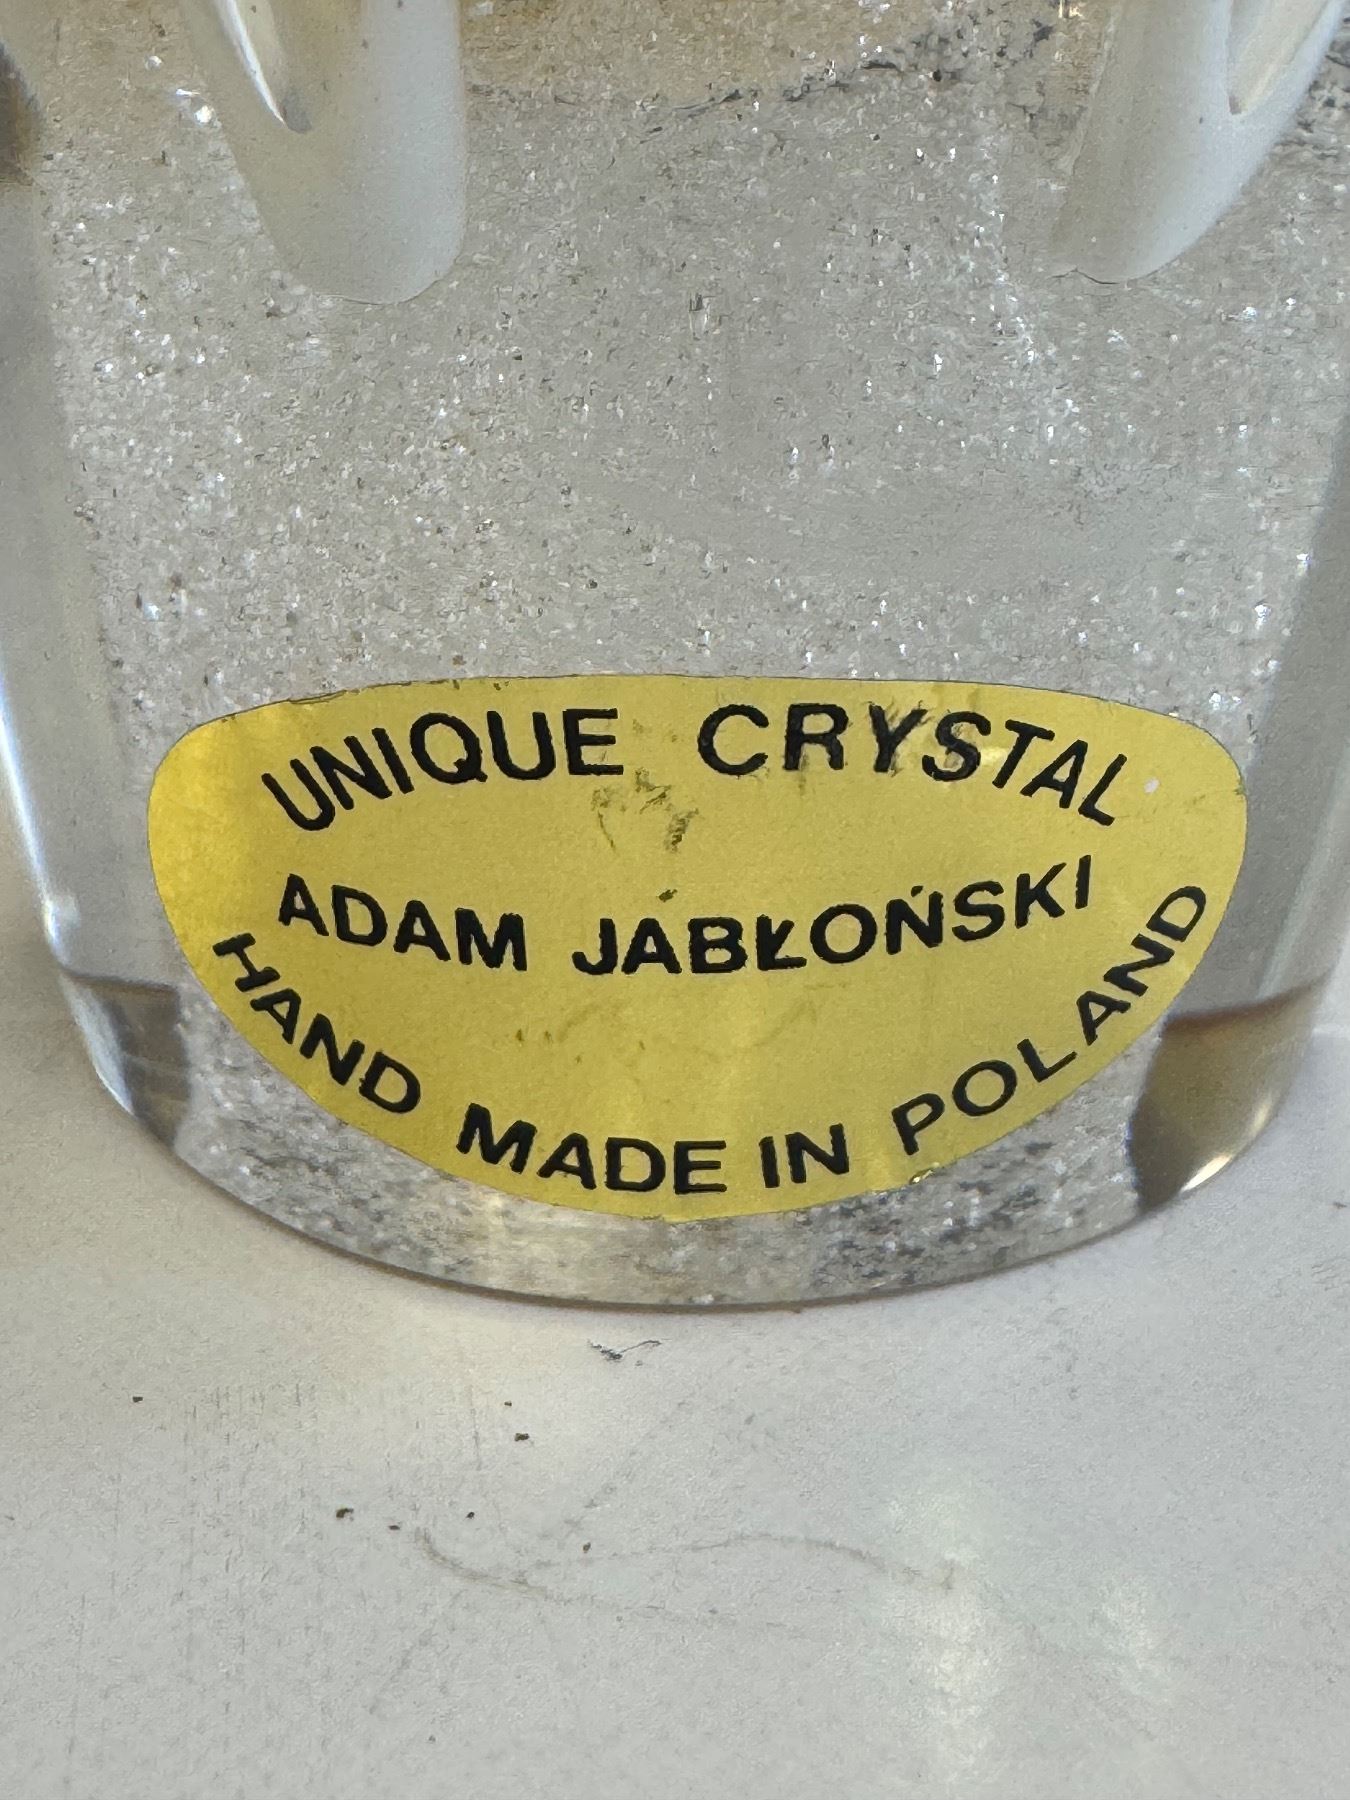 UNIQUE CRYSTAL
ADAM JABŁOŃSKI
HAND MADE IN POLAND